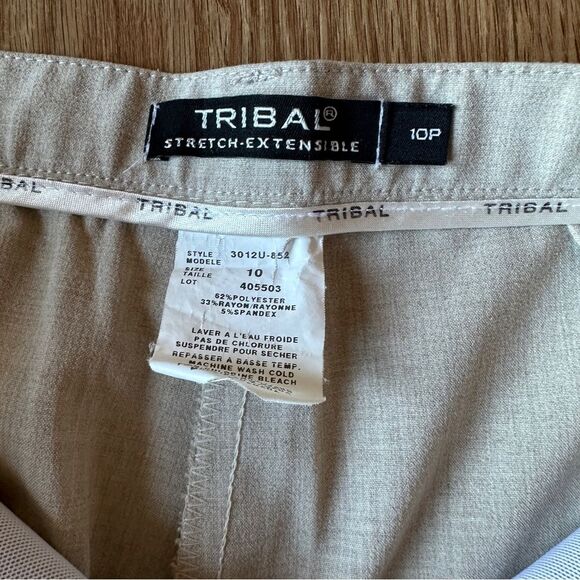 TRIBAL®
STRETCH-EXTENSIBLE
10P
BAL TRIBAL TRIBAL TRIBAL
STYLE
MODELE 3012U-852
SIZE
TAILLE 10
LOT 405503
62%POLYESTER
33%RAYON/RAYONNE
5%SPANDEX
LAVER A L'EAU FROIDE
PAS DE CHLORURE
SUSPENDRE POUR SECHER
REPASSER A BASSE TEMP.
MACHINE WASH COLD
BLEACH